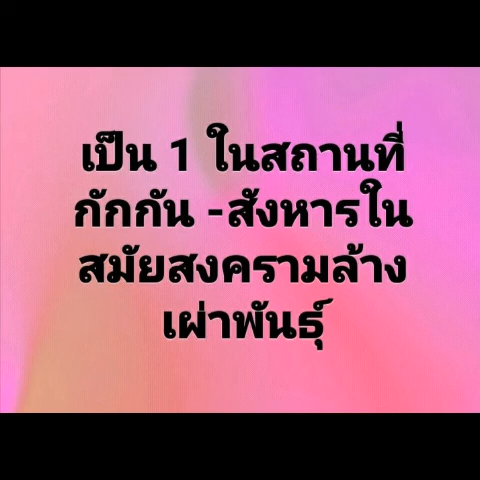 เป็น 1 ในสถานที่
กักกัน -สังหารใน
สมัยสงครามล้าง
เผ่าพันธุ์